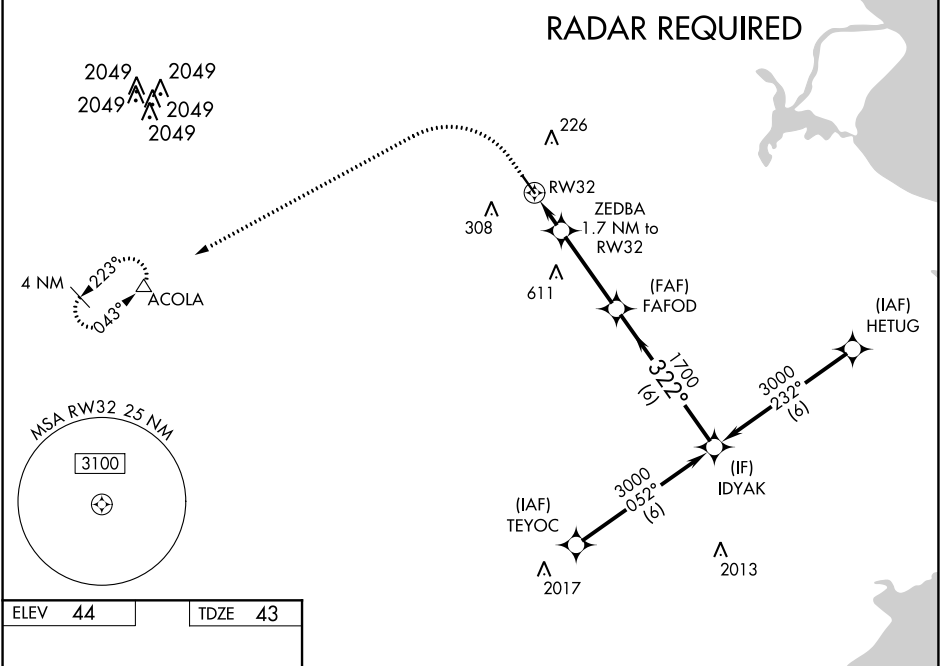 RADAR REQUIRED
2049
2049
2049
2049
2049
226
RW32
308
ZEDBA
1.7 NM to
RW32
611
4 NM
223°
043°
ACOLA
(FAF)
FAFOD
(IAF)
HETUG
1700
322°
(6)
3000
232°
(6)
MSA RW32 25 NM
3100
(IF)
IDYAK
3000
052°
(6)
(IAF)
TEYOC
2017
2013
ELEV 44
TDZE 43